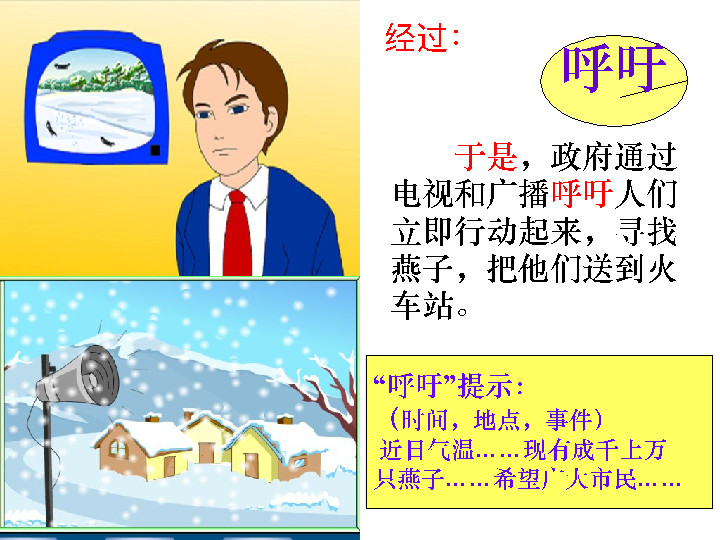 经过：
呼吁
于是，政府通过
电视和广播呼吁人们
立即行动起来，寻找
燕子，把他们送到火
车站。
“呼吁”提示：
（时间，地点，事件）
近日气温……现有成千上万
只燕子……希望广大市民……